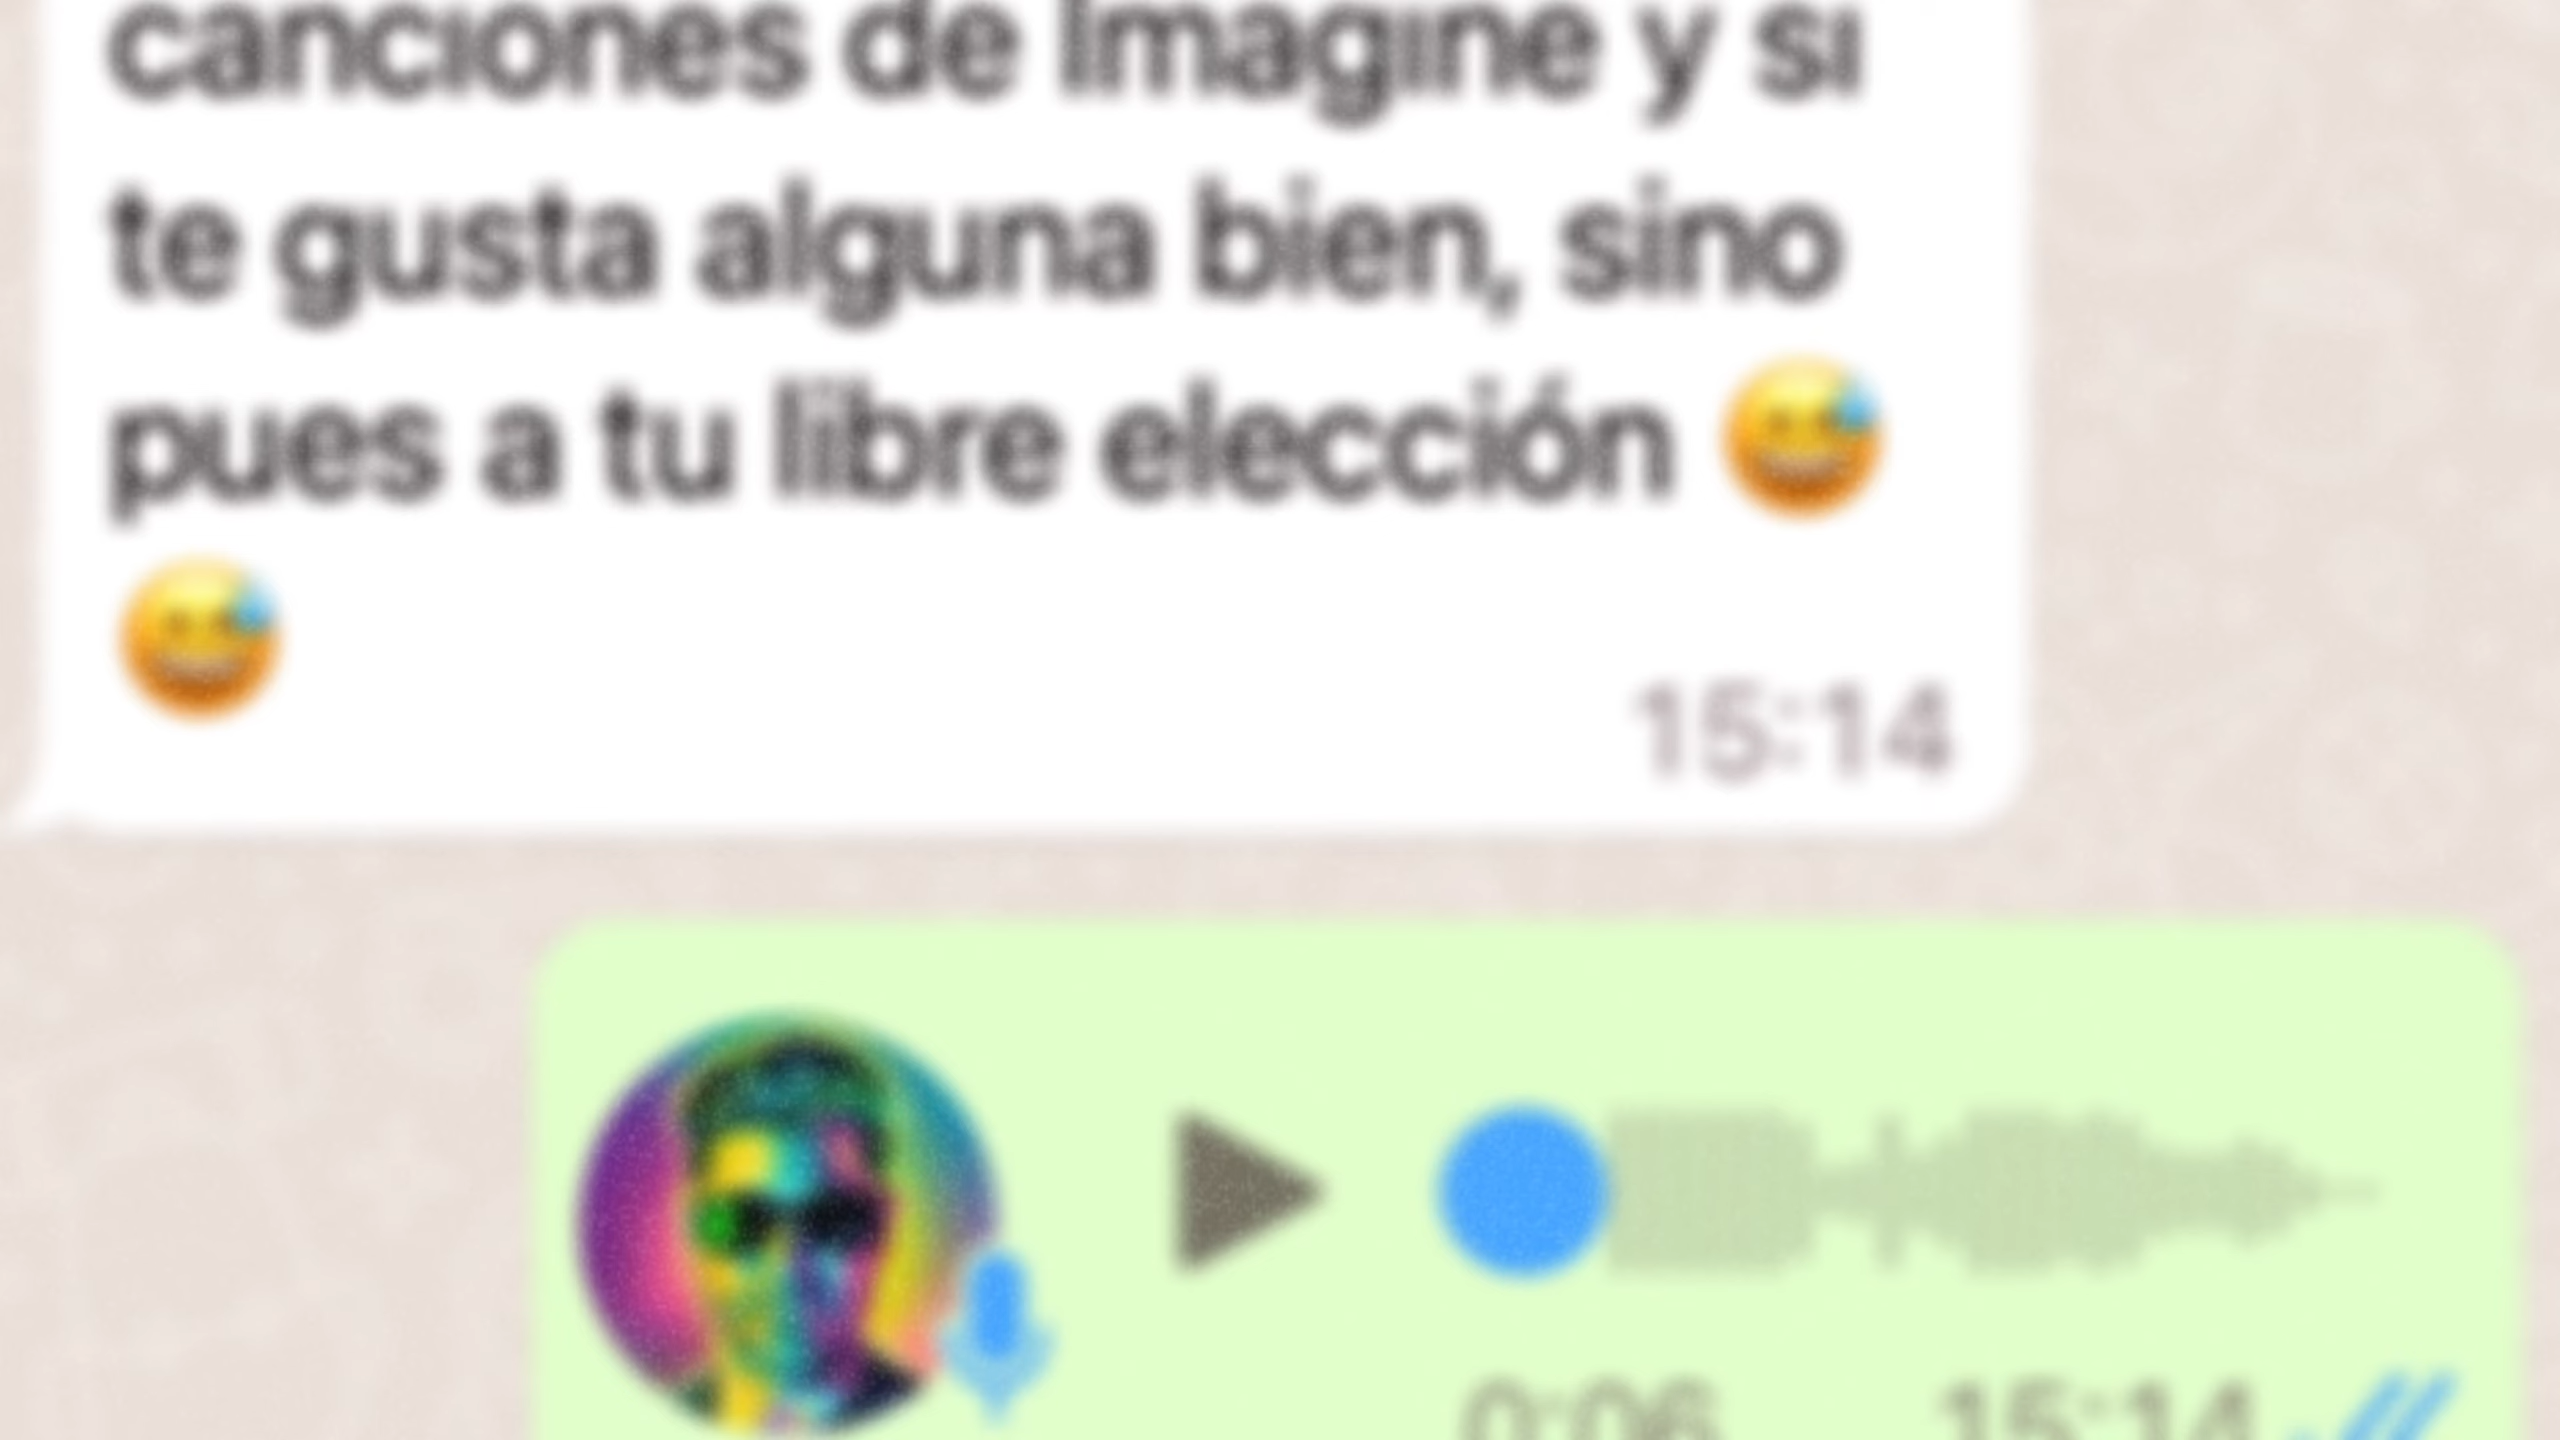 canciones de Imagine y si
te gusta alguna bien, sino
pues a tu libre elección 😅
😅
15:14
0:06 15:14